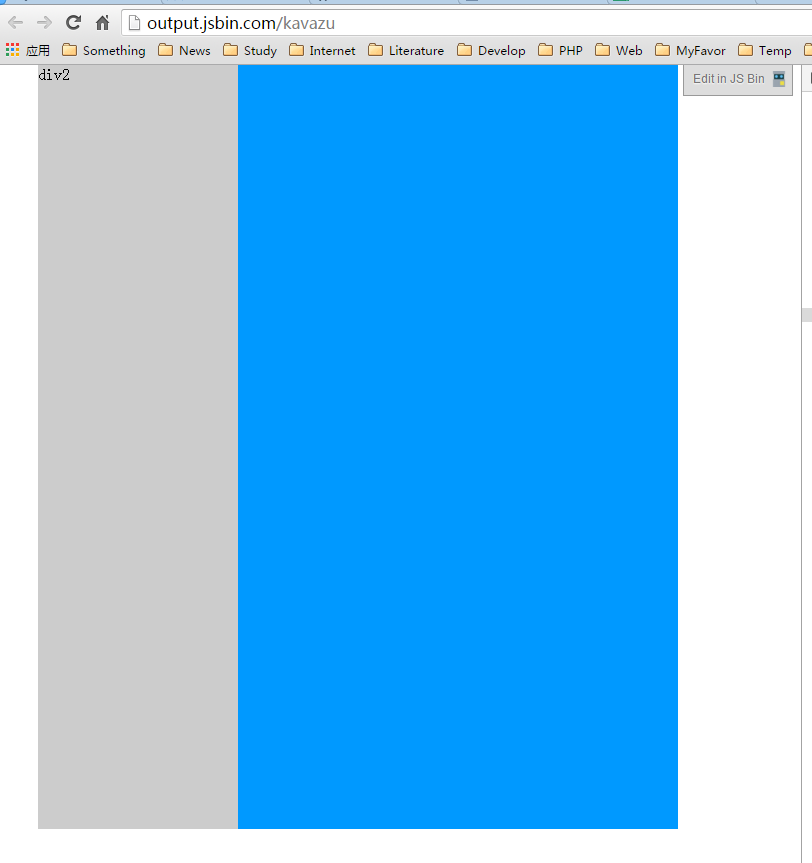 output.jsbin.com/kavazu
应用 Something News Study Internet Literature Develop PHP Web MyFavor Temp
div2 Edit in JS Bin